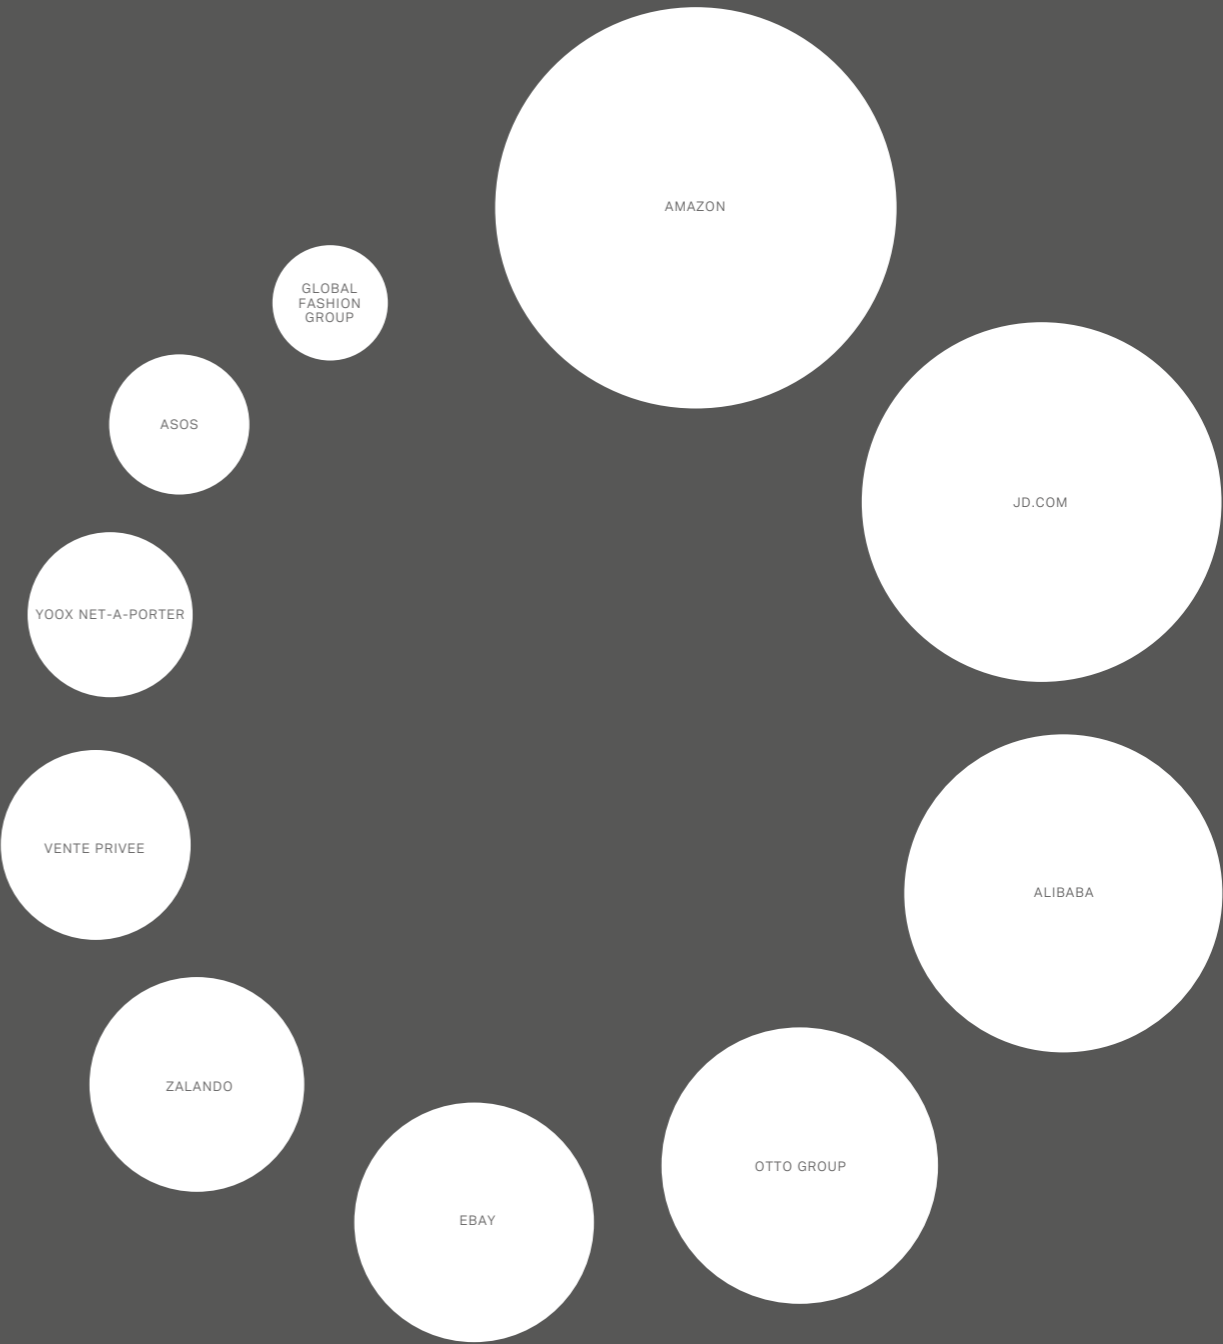 AMAZON
JD.COM
ALIBABA
OTTO GROUP
EBAY
ZALANDO
VENTE PRIVEE
YOOX NET-A-PORTER
ASOS
GLOBAL
FASHION
GROUP